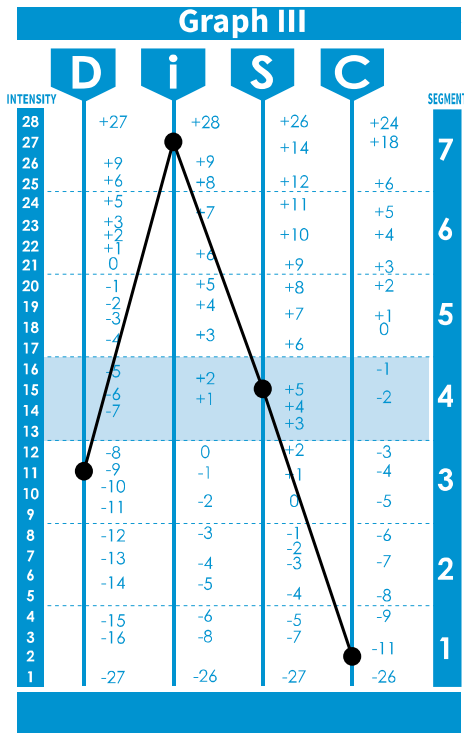 Graph III
D i S C
INTENSITY SEGMENT
28 +27 +28 +26 +24
27 +14 +18 7
26 +9 +9
25 +6 +8 +12 +6
24 +5 +7 +11 +5
23 +3 +2 +10 +4 6
22 +1 +6
21 0 +9 +3
20 -1 +5 +8 +2
19 -2 +4 +7 +1 5
18 -3 +3 0
17 -4 +6
16 -5 +2 -1
15 -6 +1 +5 -2 4
14 -7 +4
13 +3
12 -8 0 +2 -3
11 -9 -1 +1 -4 3
10 -10 -2 0 -5
9 -11
8 -12 -3 -1 -6
7 -13 -4 -2 -3 -7 2
6 -14 -5
5 -4 -8
4 -15 -6 -5 -9
3 -16 -8 -7 1
2 -11
1 -27 -26 -27 -26